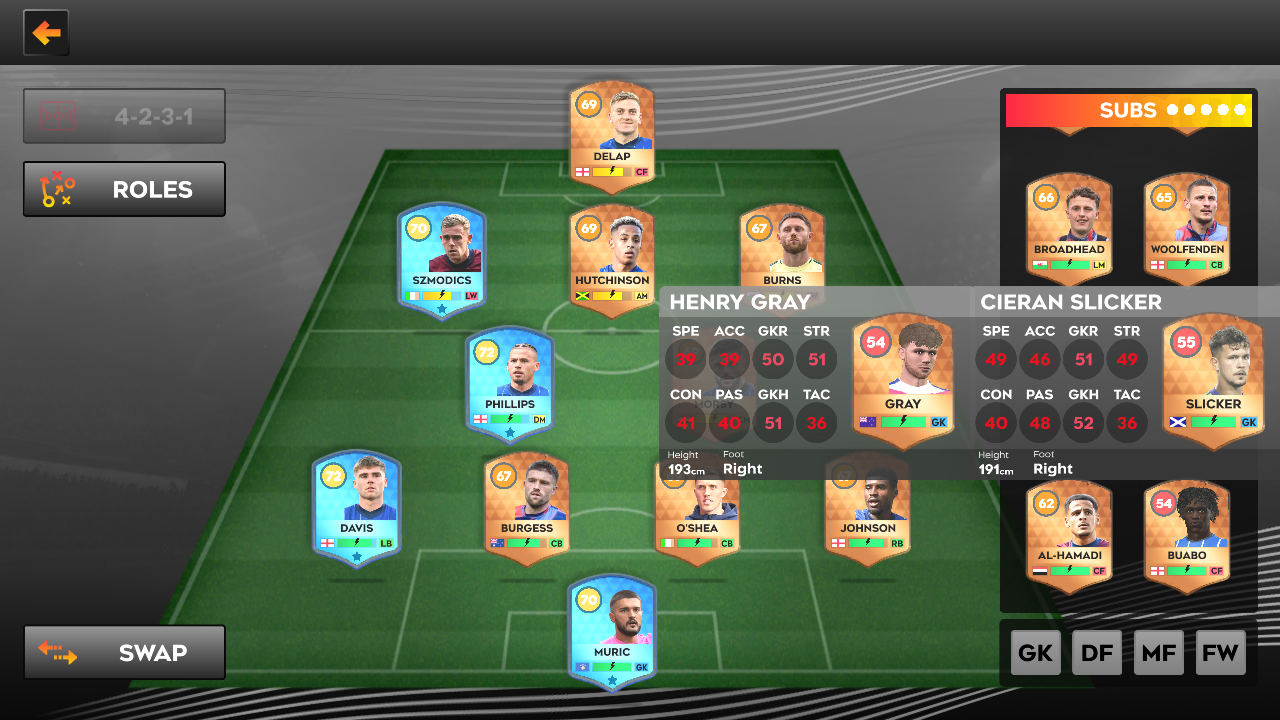 4-2-3-1
ROLES
SUBS
69
DELAP
CF
70
SZMODICS
LW
69
HUTCHINSON
AM
67
BURNS
66
BROADHEAD
LM
65
WOOLFENDEN
CB
HENRY GRAY
SPE ACC GKR STR
39 39 50 51
CON PAS GKH TAC
41 40 51 36
Height Foot
193cm Right
54
GRAY
GK
CIERAN SLICKER
SPE ACC GKR STR
49 46 51 49
CON PAS GKH TAC
40 48 52 36
Height Foot
191cm Right
55
SLICKER
GK
72
PHILLIPS
DM
72
DAVIS
LB
67
BURGESS
CB
O'SHEA
CB
JOHNSON
RB
62
AL-HAMADI
CF
54
BUABO
CF
70
MURIC
GK
SWAP
GK DF MF FW